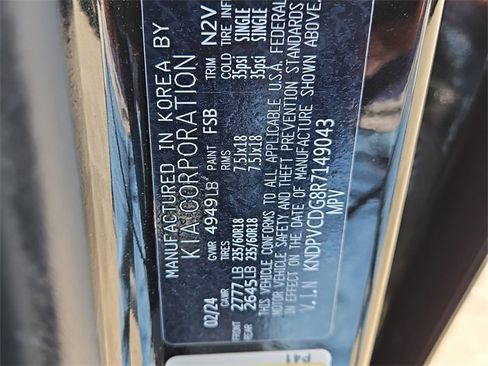 MANUFACTURED IN KOREA BY
KIA CORPORATION
02/24 GVWR 4949LB PAINT FSB TRIM N2V
GAWR TIRES RIMS COLD TIRE INF
FRONT 2777LB 235/60R18 7.5Jx18 35psi SINGLE
REAR 2645LB 235/60R18 7.5Jx18 35psi SINGLE
THIS VEHICLE CONFORMS TO ALL APPLICABLE U.S.A. FEDERAL
MOTOR VEHICLE SAFETY AND THEFT PREVENTION STANDARDS
IN EFFECT ON THE DATE OF MANUFACTURE SHOWN ABOVE.
V.I.N KNDPVCDG8R7149043
MPV
P41